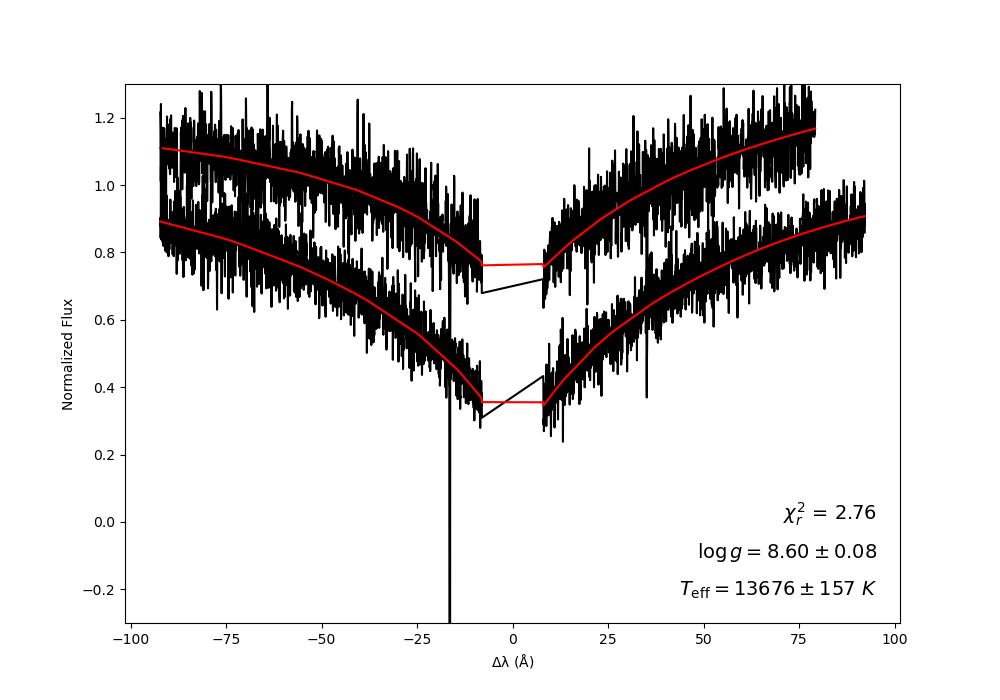 1.2
1.0
0.8
0.6
0.4
0.2
0.0
−0.2
Normalized Flux
χ²ᵣ = 2.76
log g = 8.60 ± 0.08
T_eff = 13676 ± 157 K
−100 −75 −50 −25 0 25 50 75 100
Δλ (Å)